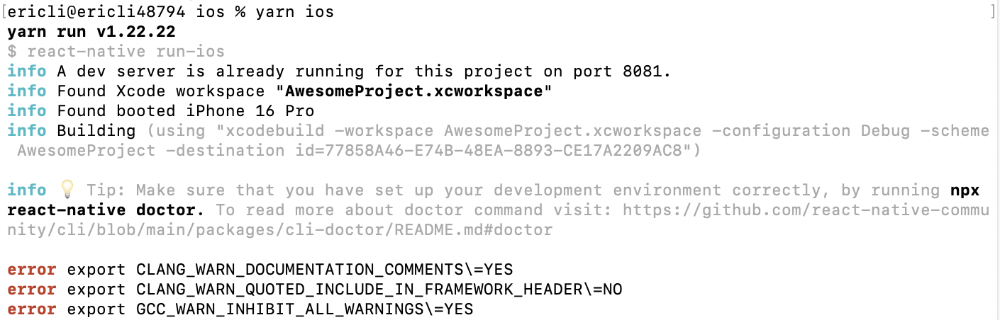 [ericli@ericli48794 ios % yarn ios ]
yarn run v1.22.22
$ react-native run-ios
info A dev server is already running for this project on port 8081.
info Found Xcode workspace "AwesomeProject.xcworkspace"
info Found booted iPhone 16 Pro
info Building (using "xcodebuild -workspace AwesomeProject.xcworkspace -configuration Debug -scheme
AwesomeProject -destination id=77858A46-E74B-48EA-8893-CE17A2209AC8")
info 💡 Tip: Make sure that you have set up your development environment correctly, by running npx
react-native doctor. To read more about doctor command visit: https://github.com/react-native-commu
nity/cli/blob/main/packages/cli-doctor/README.md#doctor
error export CLANG_WARN_DOCUMENTATION_COMMENTS\=YES
error export CLANG_WARN_QUOTED_INCLUDE_IN_FRAMEWORK_HEADER\=NO
error export GCC_WARN_INHIBIT_ALL_WARNINGS\=YES